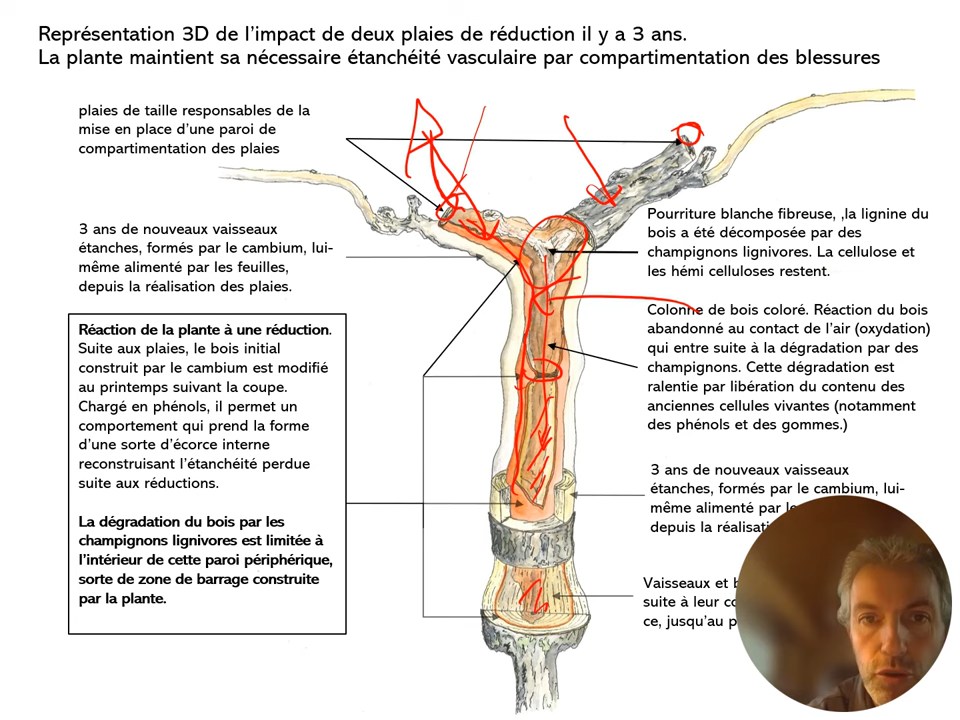 Représentation 3D de l'impact de deux plaies de réduction il y a 3 ans.
La plante maintient sa nécessaire étanchéité vasculaire par compartimentation des blessures
plaies de taille responsables de la
mise en place d'une paroi de
compartimentation des plaies
3 ans de nouveaux vaisseaux
étanches, formés par le cambium, lui-
même alimenté par les feuilles,
depuis la réalisation des plaies.
Réaction de la plante à une réduction.
Suite aux plaies, le bois initial
construit par le cambium est modifié
au printemps suivant la coupe.
Chargé en phénols, il permet un
comportement qui prend la forme
d'une sorte d'écorce interne
reconstruisant l'étanchéité perdue
suite aux réductions.
La dégradation du bois par les
champignons lignivores est limitée à
l'intérieur de cette paroi périphérique,
sorte de zone de barrage construite
par la plante.
Pourriture blanche fibreuse, ,la lignine du
bois a été décomposée par des
champignons lignivores. La cellulose et
les hémi celluloses restent.
Colonne de bois coloré. Réaction du bois
abandonné au contact de l'air (oxydation)
qui entre suite à la dégradation par des
champignons. Cette dégradation est
ralentie par libération du contenu des
anciennes cellules vivantes (notamment
des phénols et des gommes.)
3 ans de nouveaux vaisseaux
étanches, formés par le cambium, lui-
même alimenté par
depuis la
Vaisseaux et
suite à leur
ce, jusqu'au